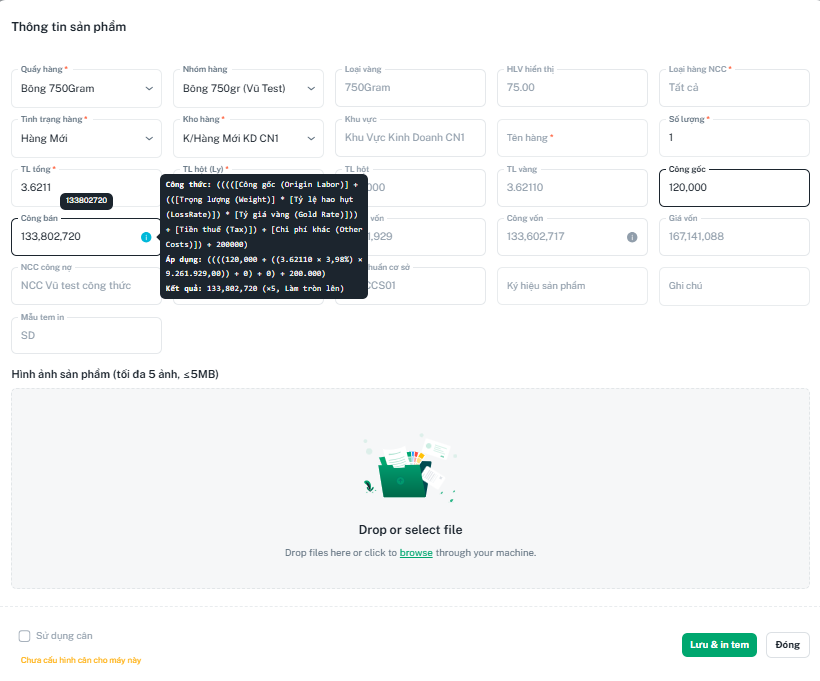 Thông tin sản phẩm
Quầy hàng *
Bông 750Gram
Nhóm hàng
Bông 750gr (Vũ Test)
Loại vàng
750Gram
HLV hiển thị
75.00
Loại hàng NCC *
Tất cả
Tình trạng hàng *
Hàng Mới
Kho hàng *
K/Hàng Mới KD CN1
Khu vực
Khu Vực Kinh Doanh CN1
Tên hàng *
Số lượng *
1
TL tổng *
3.6211
TL hột (Ly) *
TL hột
000
TL vàng
3.62110
Công gốc
120,000
133802720
Công bán
133,802,720
Công thức: ((((([Công gốc (Origin Labor)] +
(([Trọng lượng (Weight)] * [Tỷ lệ hao hụt
(LossRate)]) * [Tỷ giá vàng (Gold Rate)]))
+ [Tiền thuế (Tax)]) + [Chi phí khác (Other
Costs)]) + 200000)
Áp dụng: ((((120,000 + ((3.62110 × 3,98%) ×
9.261.929,00)) + 0) + 0) + 200.000)
Kết quả: 133,802,720 (×5, Làm tròn lên)
vốn
1,929
Công vốn
133,602,717
Giá vốn
167,141,088
NCC công nợ
NCC Vũ test công thức
huẩn cơ sở
CCS01
Ký hiệu sản phẩm
Ghi chú
Mẫu tem in
SD
Hình ảnh sản phẩm (tối đa 5 ảnh, ≤5MB)
Drop or select file
Drop files here or click to browse through your machine.
Sử dụng cân
Chưa cấu hình cân cho máy này
Lưu & in tem
Đóng